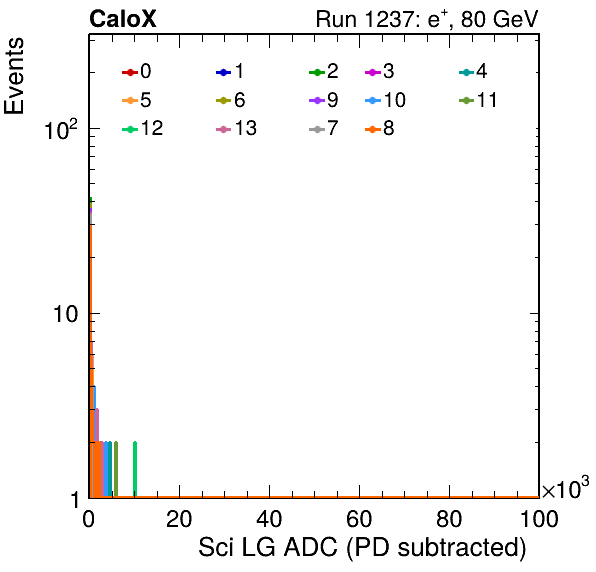 CaloX Run 1237: e⁺, 80 GeV
Events
0 1 2 3 4
5 6 9 10 11
12 13 7 8
10²
10
1
0 20 40 60 80 100
×10³
Sci LG ADC (PD subtracted)